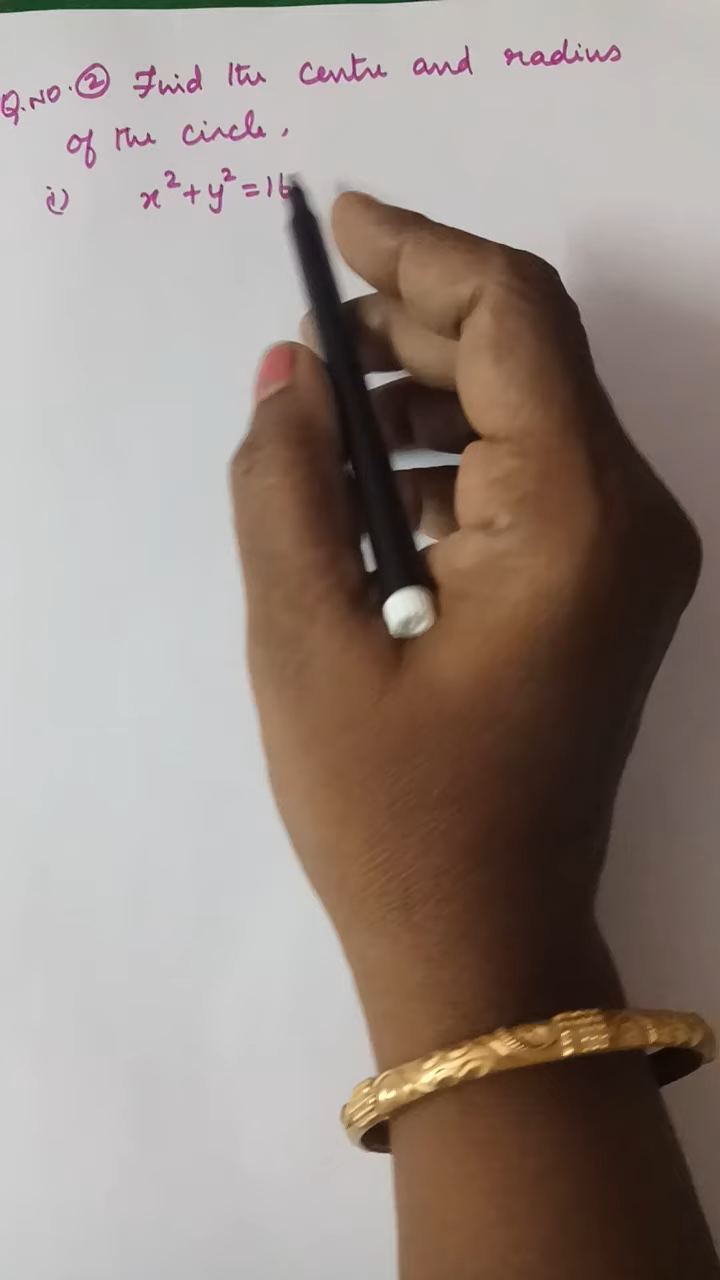 Q.NO. ② Find the centre and radius
of the circle.
i) x²+y²=16